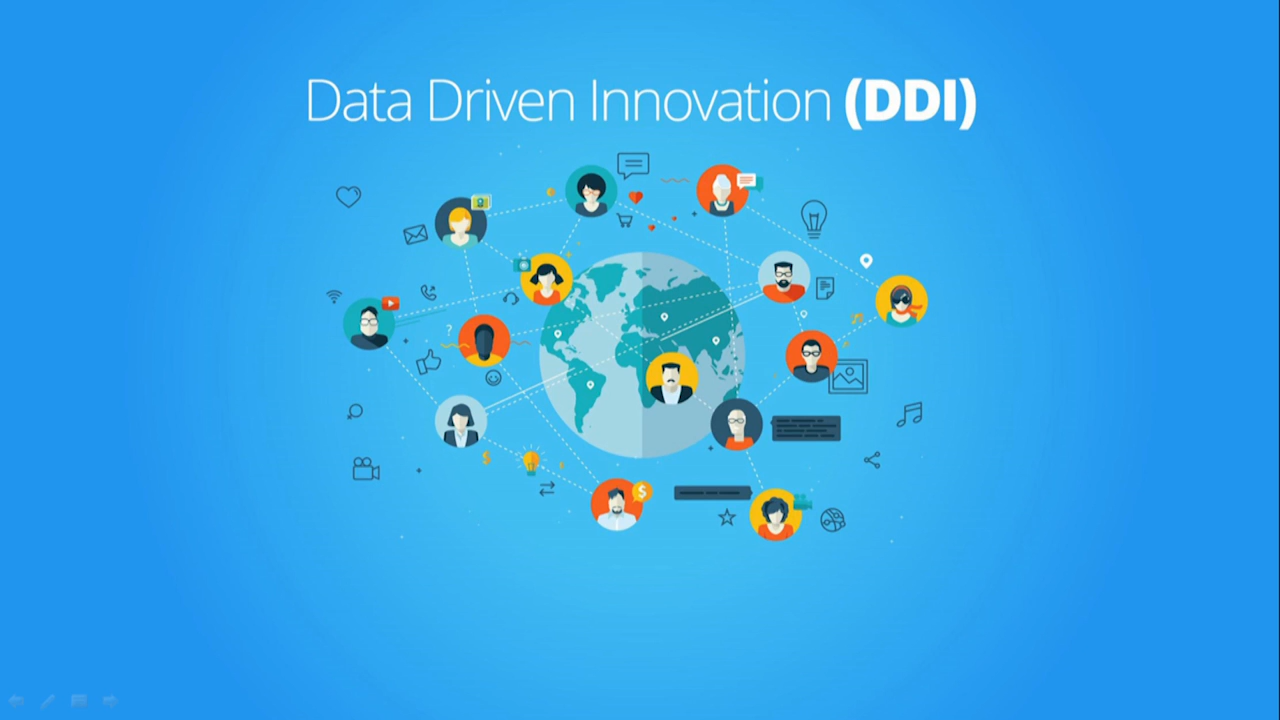 Data Driven Innovation (DDI)
?
$
$